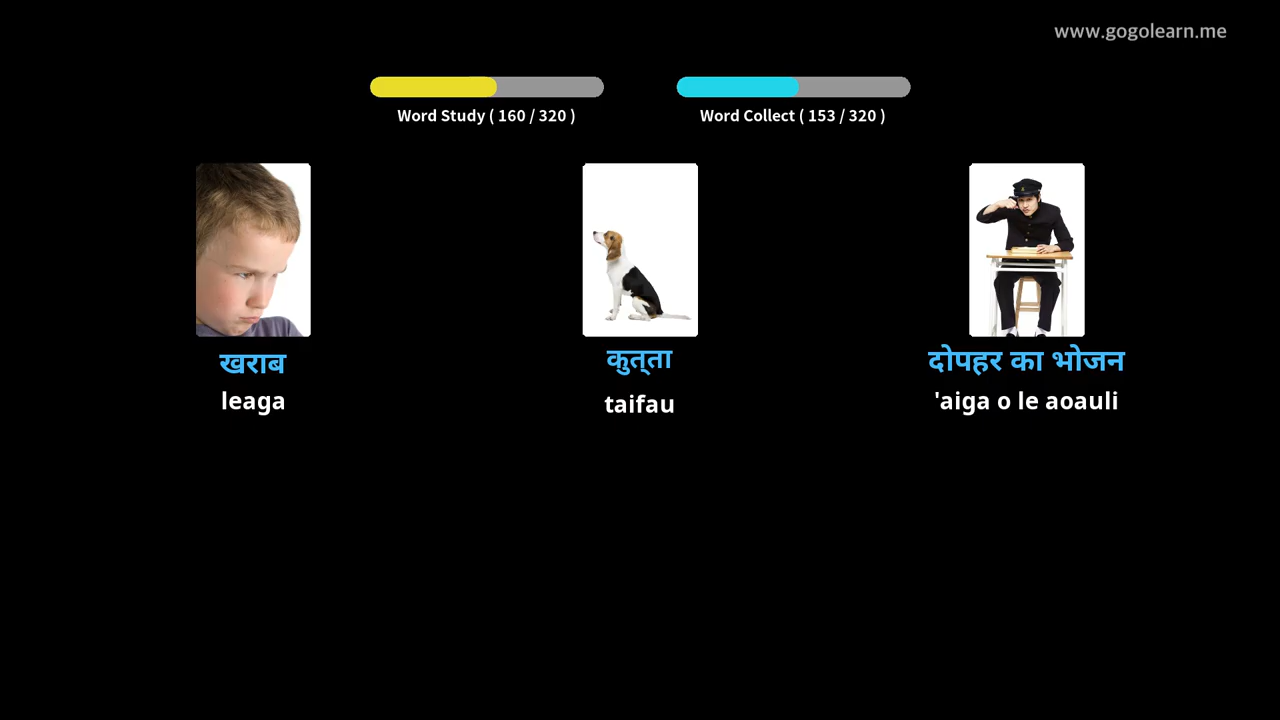 www.gogolearn.me
Word Study ( 160 / 320 )
Word Collect ( 153 / 320 )
खराब
कुत्ता
दोपहर का भोजन
leaga
taifau
'aiga o le aoauli